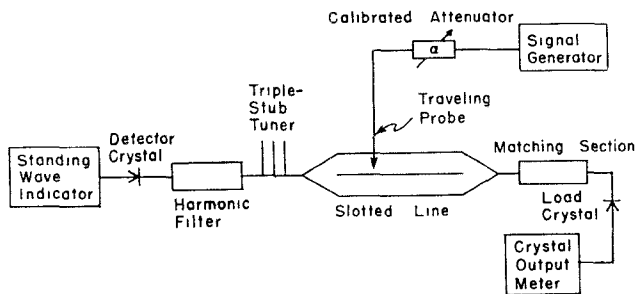 Calibrated Attenuator
α
Signal
Generator
Triple-
Stub
Tuner
Traveling
Probe
Detector
Crystal
Matching Section
Standing
Wave
Indicator
Harmonic
Filter
Slotted Line
Load
Crystal
Crystal
Output
Meter